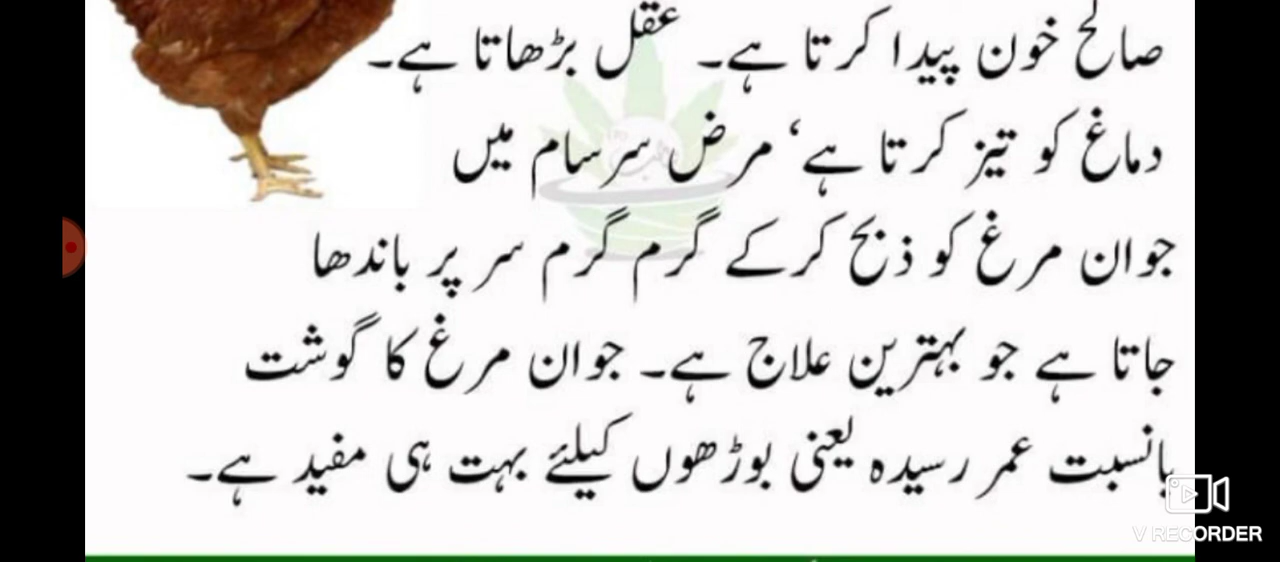 صالح خون پیدا کرتا ہے۔ عقل بڑھاتا ہے۔
دماغ کو تیز کرتا ہے‘ مرض سرسام میں
جوان مرغ کو ذبح کرکے گرم گرم سر پر باندھا
جاتا ہے جو بہترین علاج ہے۔ جوان مرغ کا گوشت
بانسبت عمر رسیدہ یعنی بوڑھوں کیلئے بہت ہی مفید ہے۔
V RECORDER